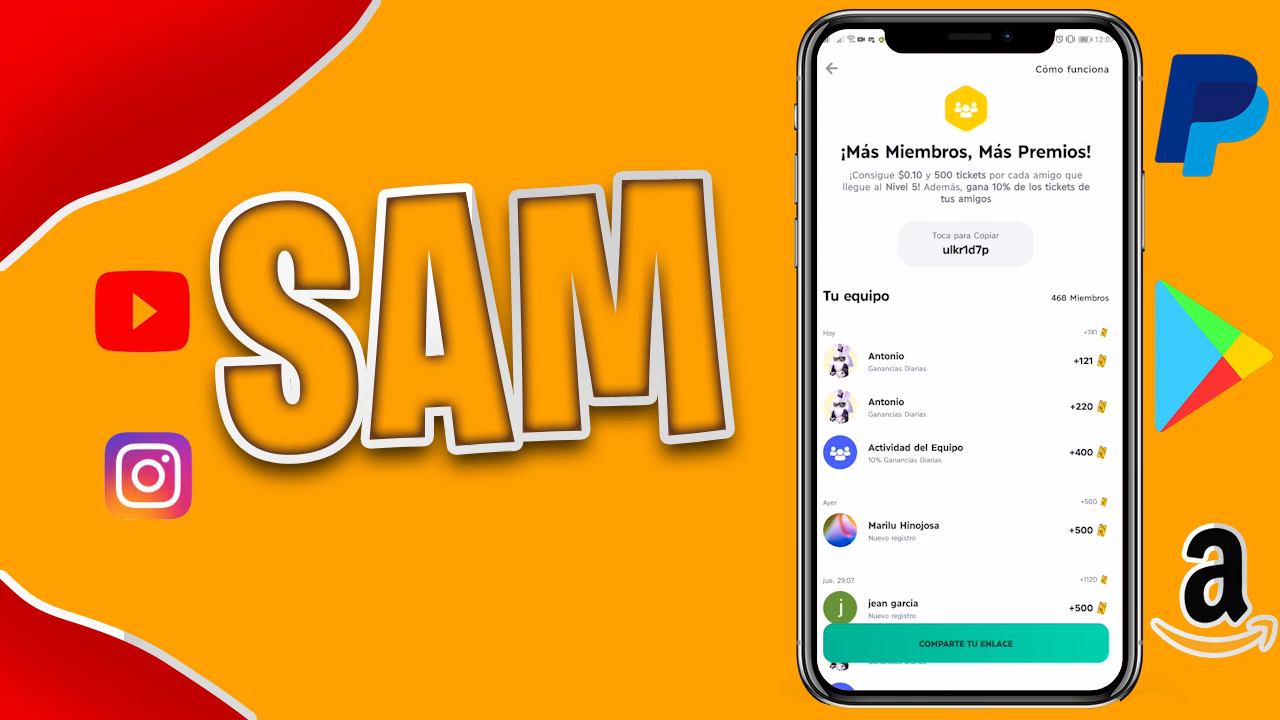 SAM
12:07
Cómo funciona
¡Más Miembros, Más Premios!
¡Consigue $0.10 y 500 tickets por cada amigo que
llegue al Nivel 5! Además, gana 10% de los tickets de
tus amigos
Toca para Copiar
ulkr1d7p
Tu equipo 468 Miembros
Hoy +741
Antonio +121
Ganancias Diarias
Antonio +220
Ganancias Diarias
Actividad del Equipo +400
10% Ganancias Diarias
Ayer +500
Marilu Hinojosa +500
Nuevo registro
jue. 29.07. +1120
jean garcia +500
Nuevo registro
COMPARTE TU ENLACE